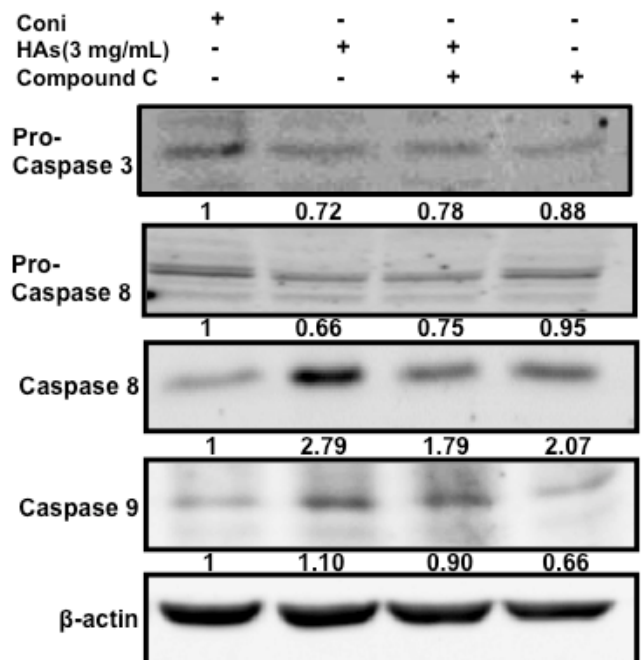 Coni + - - -
HAs(3 mg/mL) - + + -
Compound C - - + +
Pro-
Caspase 3
1 0.72 0.78 0.88
Pro-
Caspase 8
1 0.66 0.75 0.95
Caspase 8
1 2.79 1.79 2.07
Caspase 9
1 1.10 0.90 0.66
β-actin